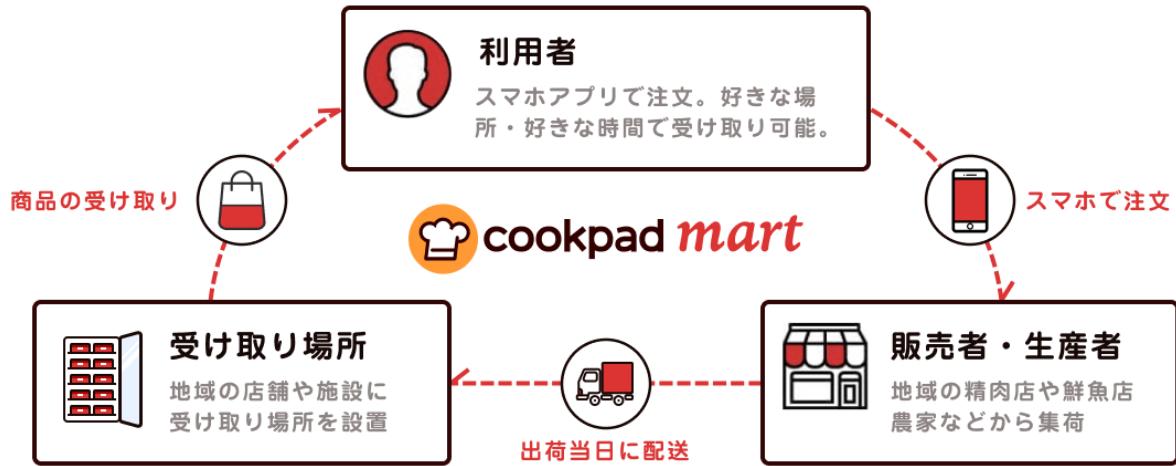 利用者
スマホアプリで注文。好きな場
所・好きな時間で受け取り可能。
商品の受け取り
スマホで注文
cookpad mart
受け取り場所
地域の店舗や施設に
受け取り場所を設置
販売者・生産者
地域の精肉店や鮮魚店
農家などから集荷
出荷当日に配送